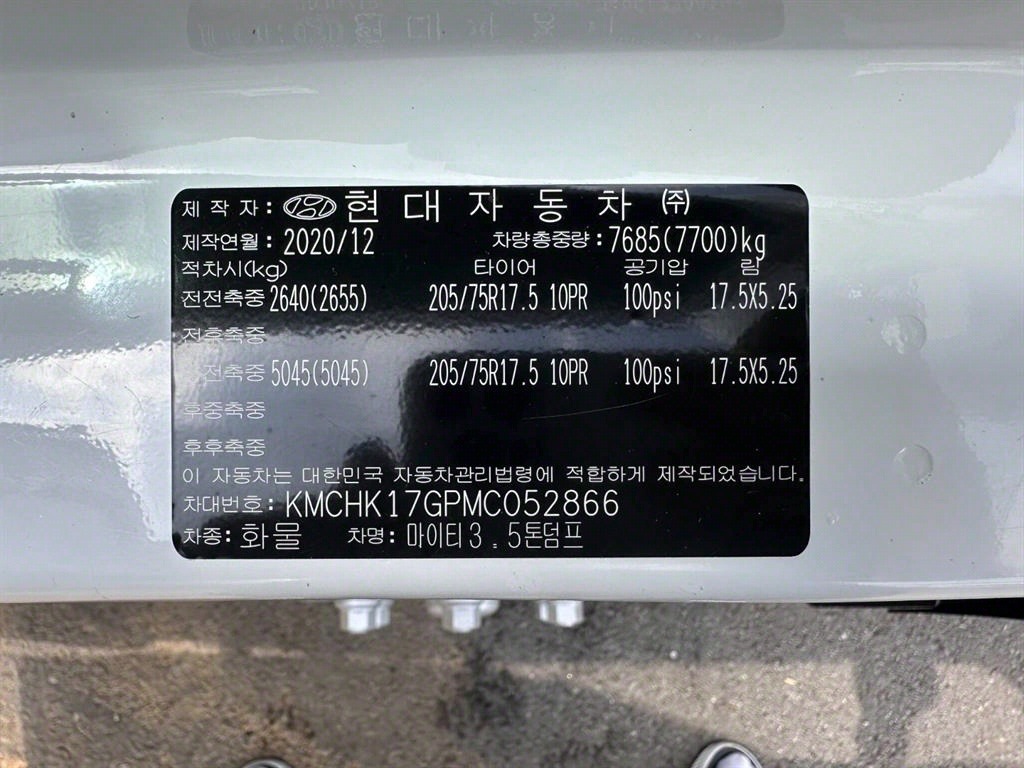 제 작 자 : 현 대 자 동 차 ㈜
제작연월 : 2020/12 차량총중량 : 7685(7700)kg
적차시(kg) 타이어 공기압 림
전전축중 2640(2655) 205/75R17.5 10PR 100psi 17.5X5.25
전후축중
후전축중 5045(5045) 205/75R17.5 10PR 100psi 17.5X5.25
후중축중
후후축중
이 자동차는 대한민국 자동차관리법령에 적합하게 제작되었습니다.
차대번호 : KMCHK17GPMC052866
차종 : 화물 차명 : 마이티3.5톤덤프